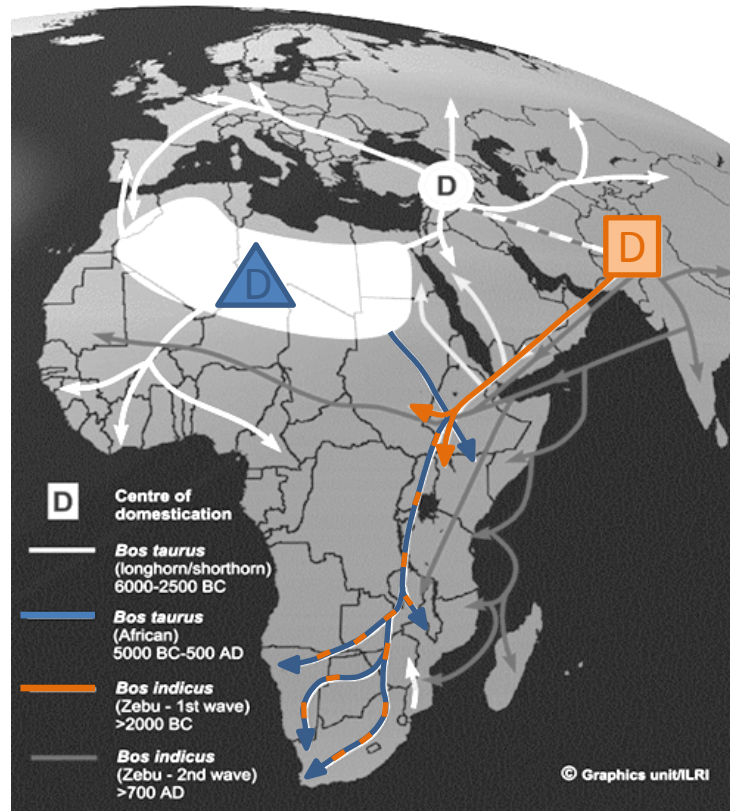 D
D
D
D
Centre of
domestication
Bos taurus
(longhorn/shorthorn)
6000-2500 BC
Bos taurus
(African)
5000 BC-500 AD
Bos indicus
(Zebu - 1st wave)
>2000 BC
Bos indicus
(Zebu - 2nd wave)
>700 AD
© Graphics unit/ILRI